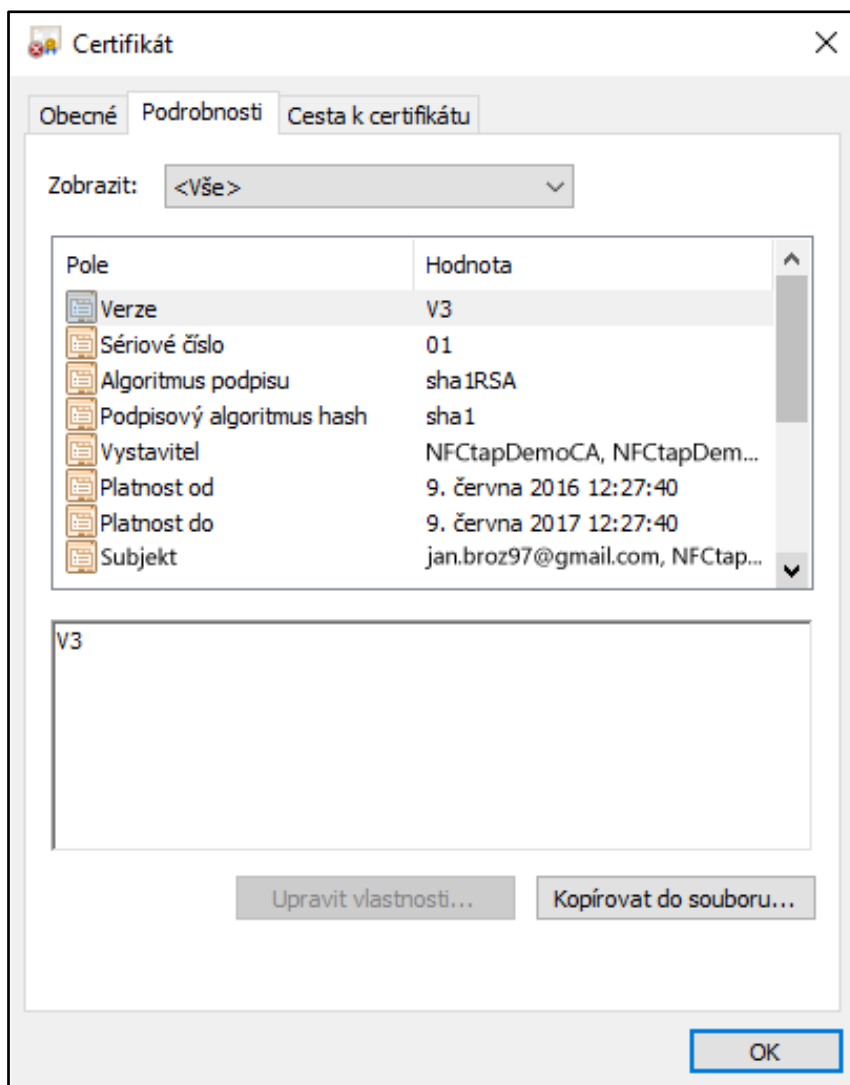 Certifikát
Obecné Podrobnosti Cesta k certifikátu
Zobrazit: <Vše>
Pole Hodnota
Verze V3
Sériové číslo 01
Algoritmus podpisu sha1RSA
Podpisový algoritmus hash sha1
Vystavitel NFCtapDemoCA, NFCtapDem...
Platnost od 9. června 2016 12:27:40
Platnost do 9. června 2017 12:27:40
Subjekt jan.broz97@gmail.com, NFCtap...
V3
Upravit vlastnosti... Kopírovat do souboru...
OK